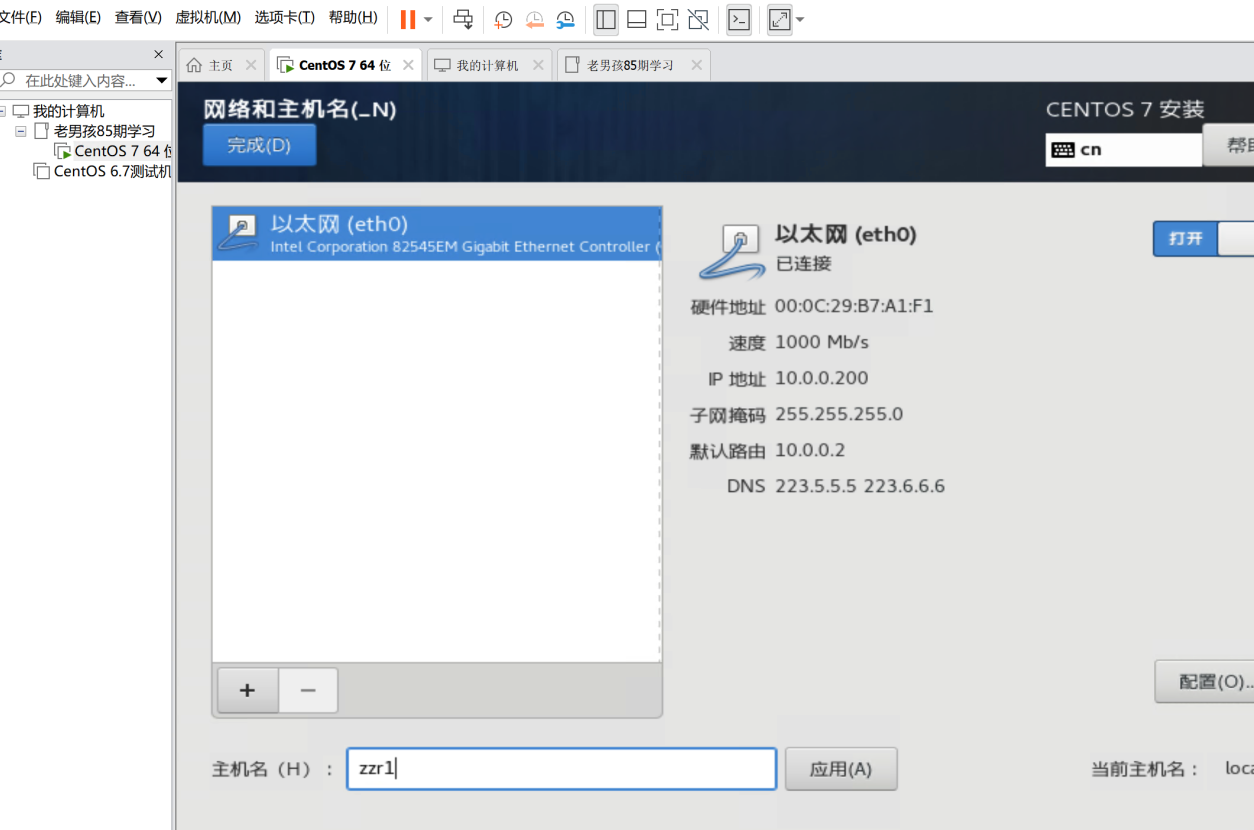 文件(F) 编辑(E) 查看(V) 虚拟机(M) 选项卡(T) 帮助(H)
在此处键入内容...
我的计算机
老男孩85期学习
CentOS 7 64 位
CentOS 6.7测试机
主页
CentOS 7 64 位
我的计算机
老男孩85期学习
网络和主机名(_N)
CENTOS 7 安装
完成(D)
cn
帮助
以太网 (eth0)
Intel Corporation 82545EM Gigabit Ethernet Controller (
以太网 (eth0)
已连接
打开
硬件地址 00:0C:29:B7:A1:F1
速度 1000 Mb/s
IP 地址 10.0.0.200
子网掩码 255.255.255.0
默认路由 10.0.0.2
DNS 223.5.5.5 223.6.6.6
+ −
配置(O)..
主机名（H）： zzr1
应用(A)
当前主机名： loca